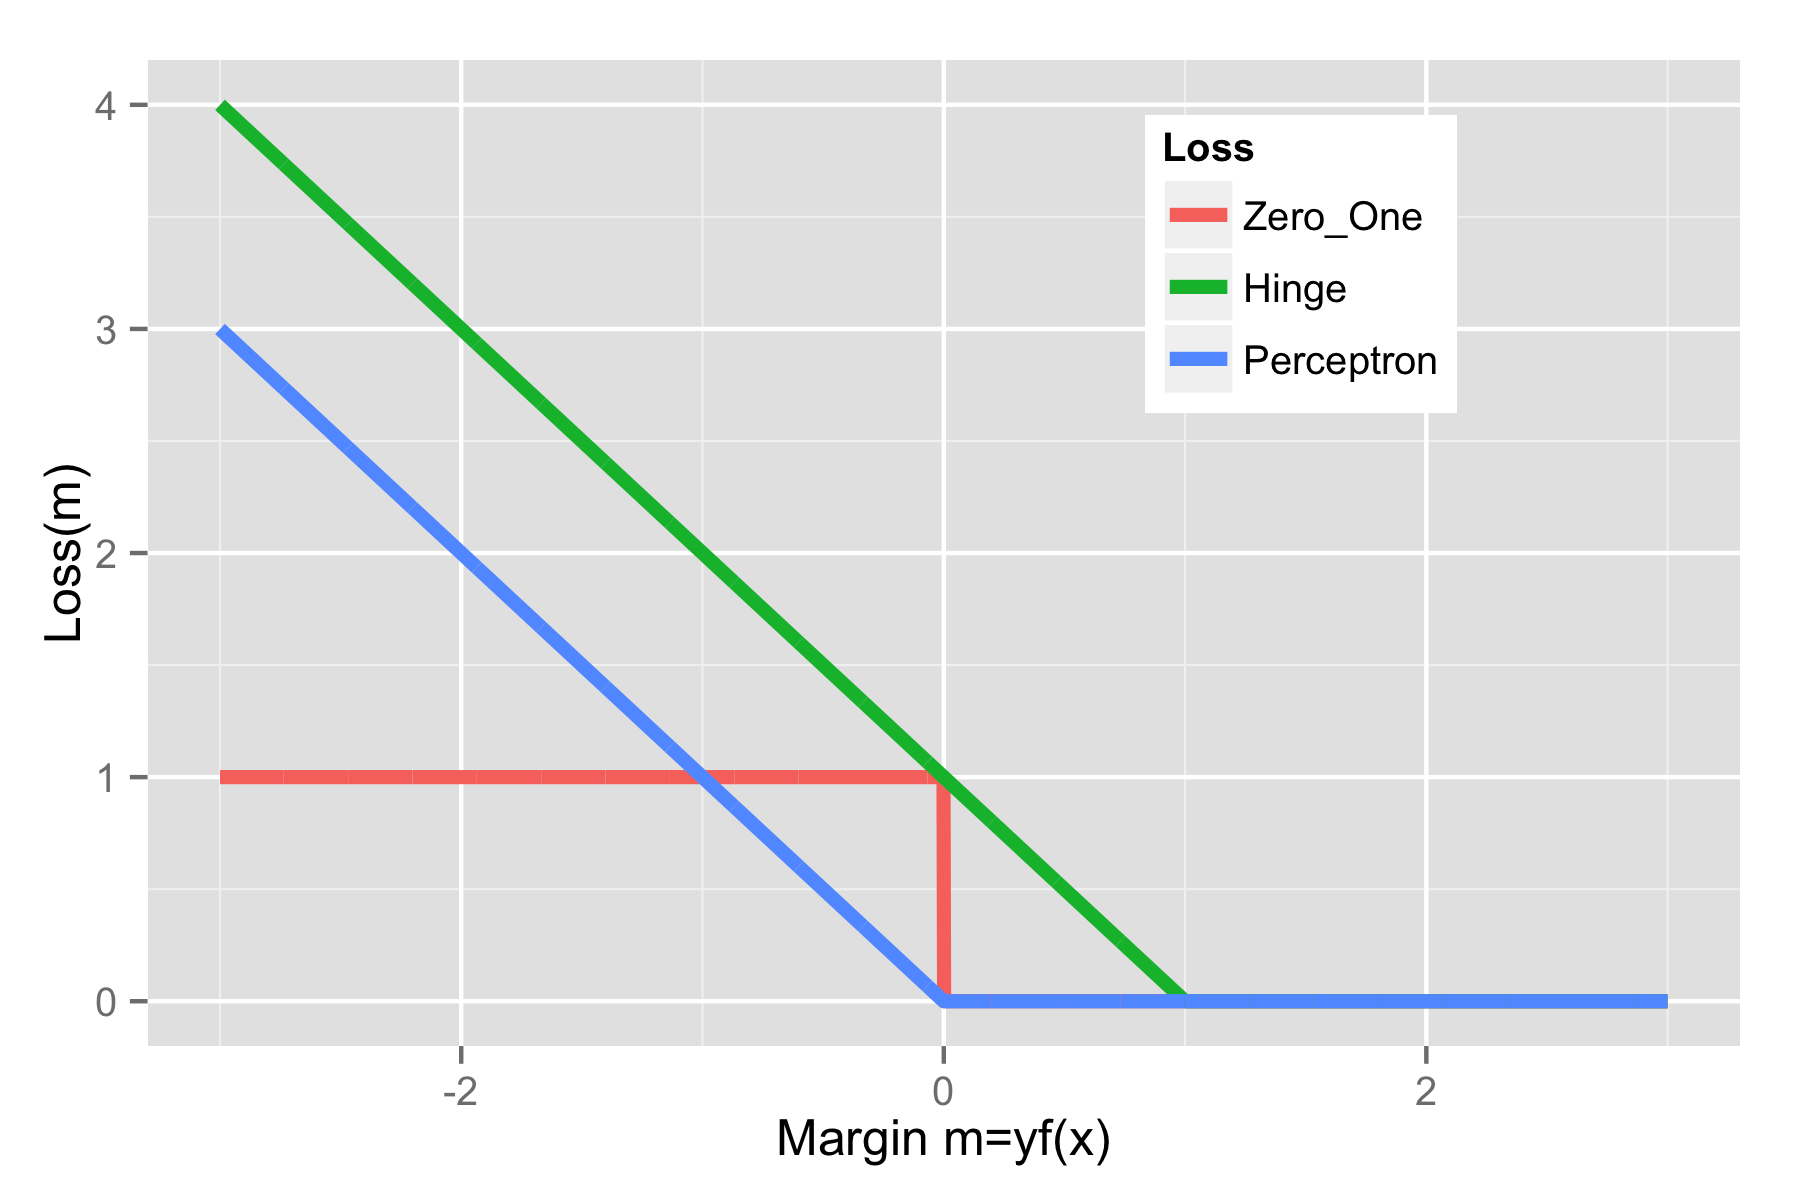 Loss(m)
4
3
2
1
0
-2
0
2
Margin m=yf(x)
Loss
Zero_One
Hinge
Perceptron